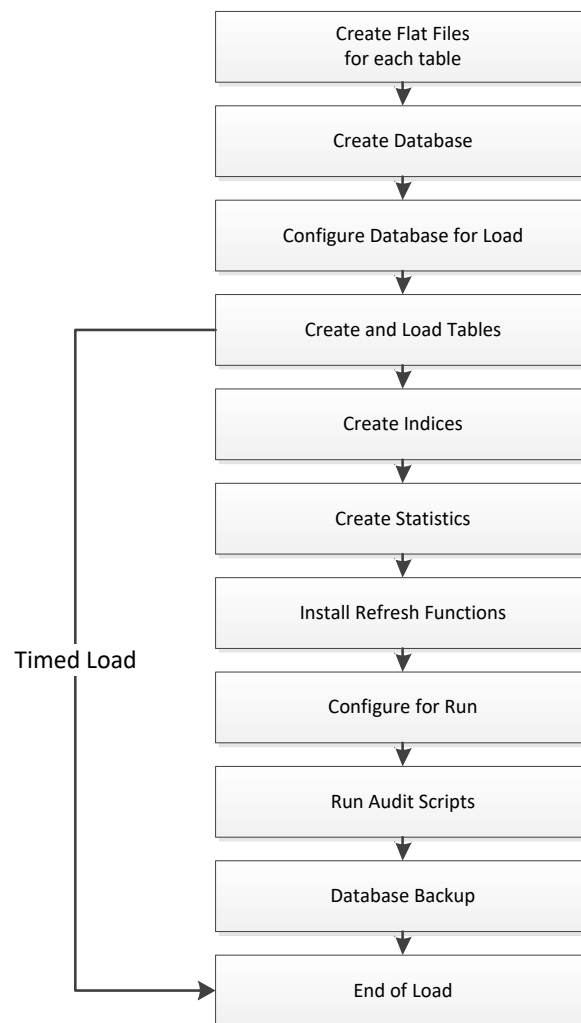 Create Flat Files
for each table
Create Database
Configure Database for Load
Create and Load Tables
Create Indices
Create Statistics
Install Refresh Functions
Timed Load
Configure for Run
Run Audit Scripts
Database Backup
End of Load